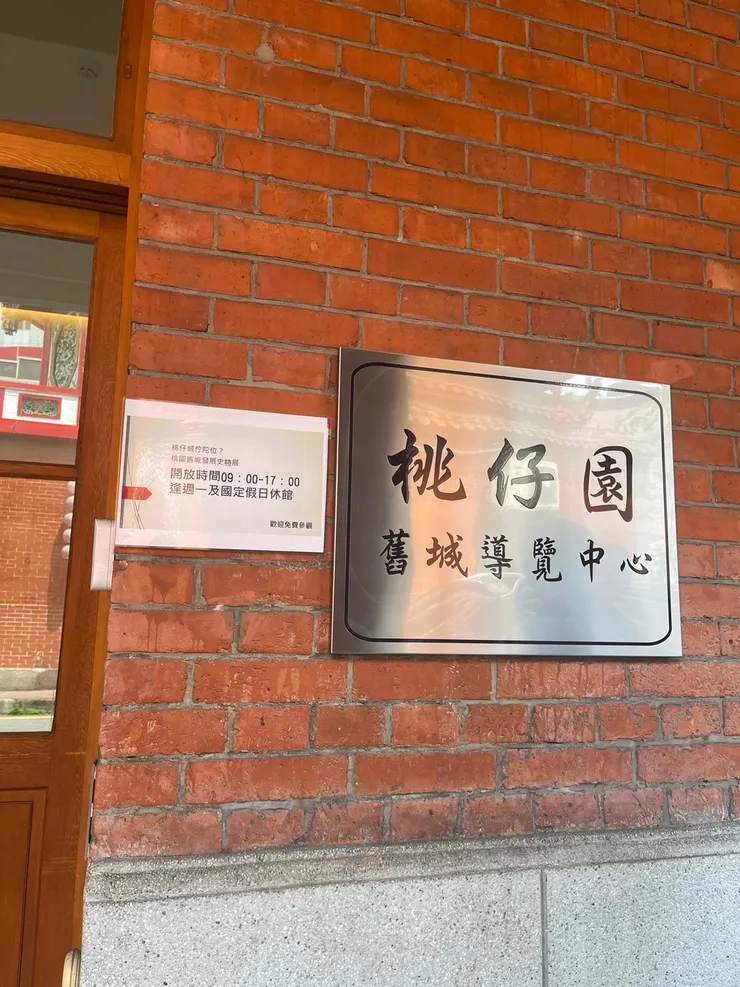 桃仔城佇陀位？
桃園舊城發展史特展
開放時間09：00-17：00
逢週一及國定假日休館
歡迎免費參觀
桃仔園
舊城導覽中心